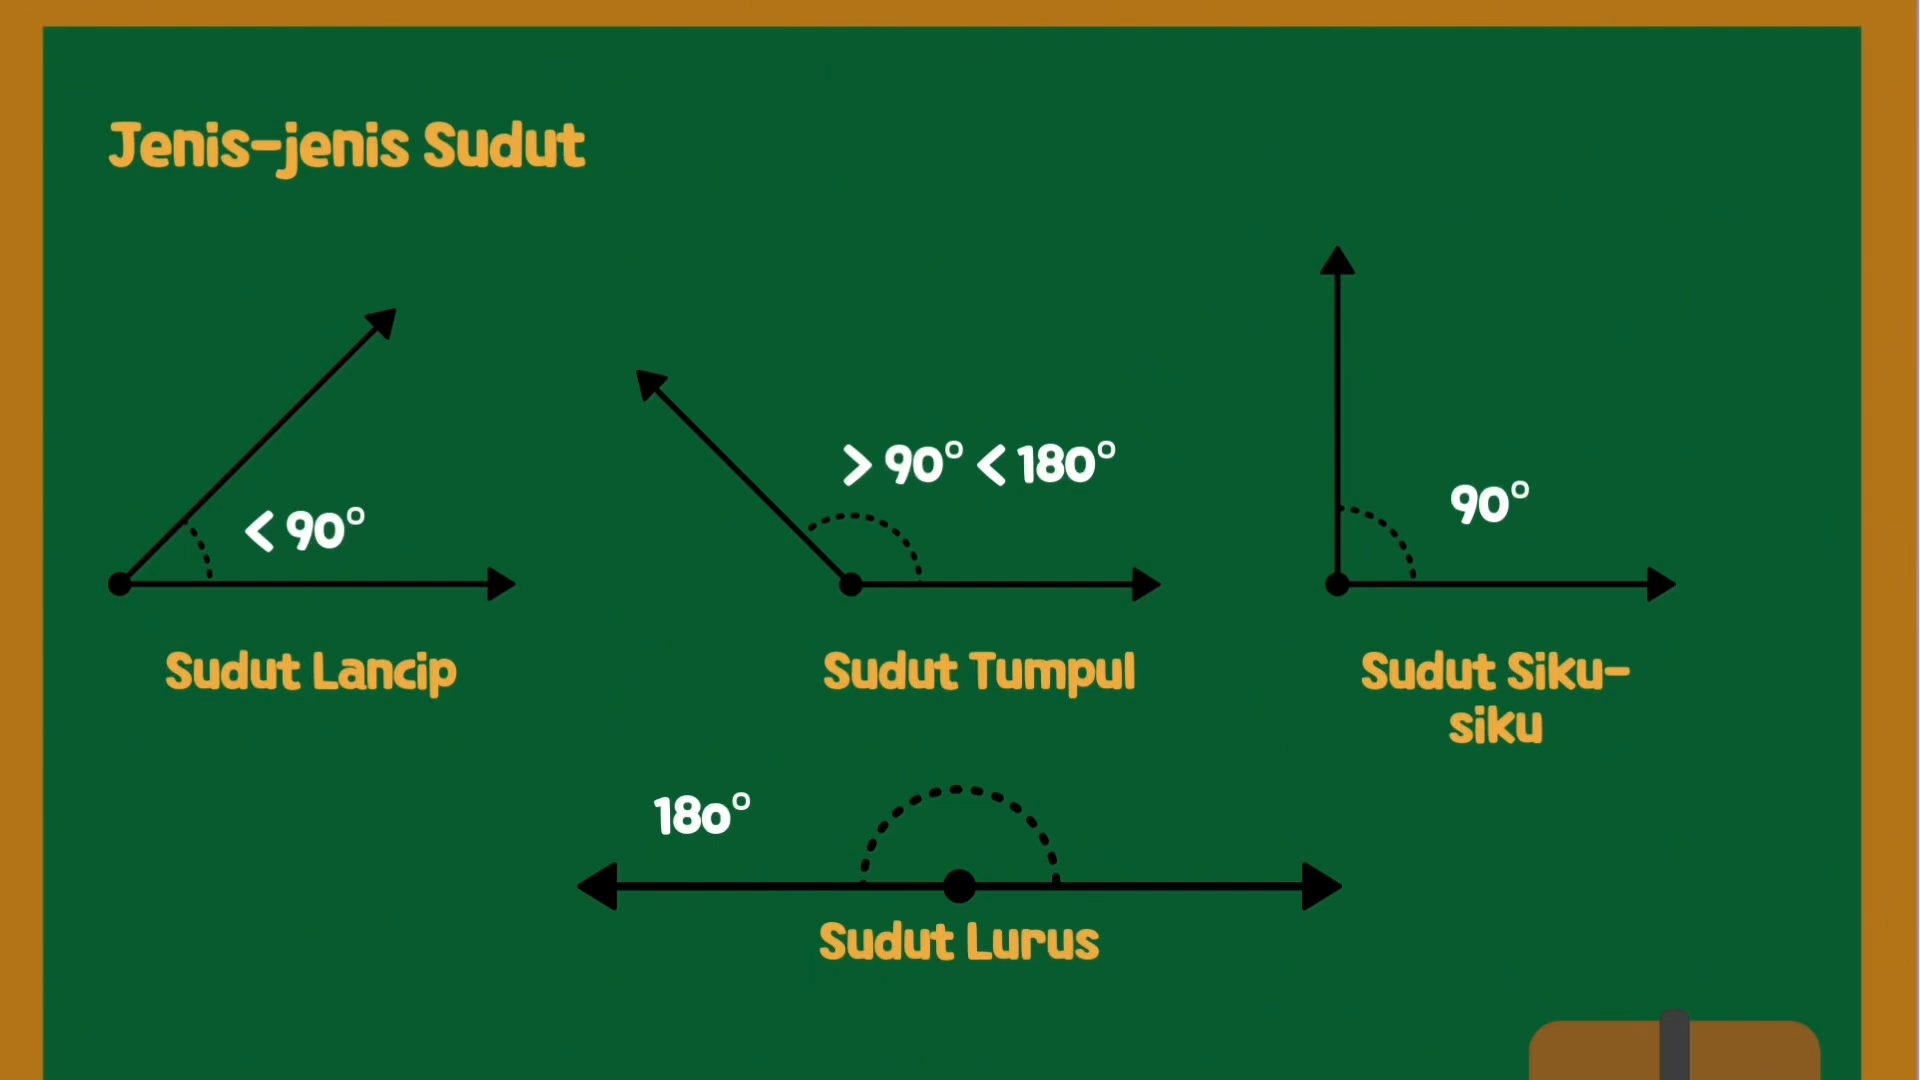 Jenis-jenis Sudut
< 90°
> 90° < 180°
90°
Sudut Lancip
Sudut Tumpul
Sudut Siku-
siku
180°
Sudut Lurus